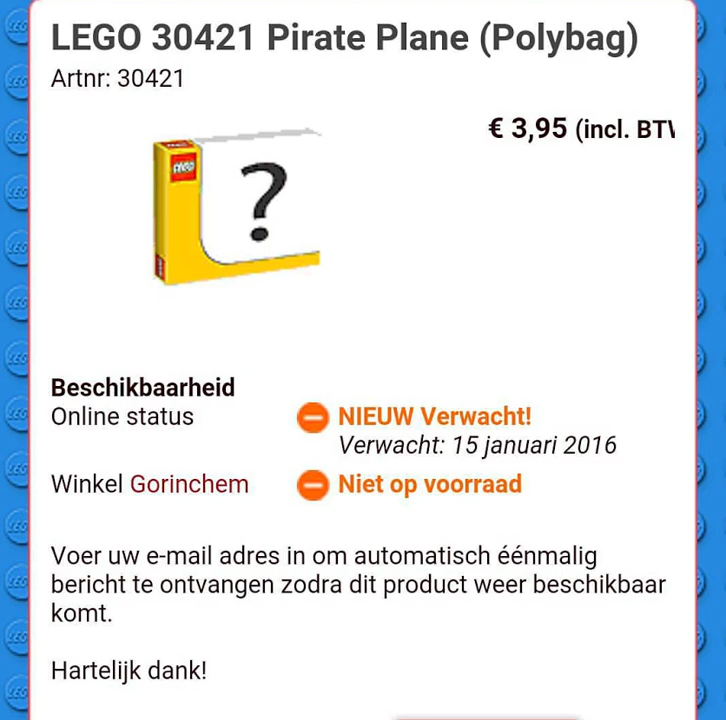 LEGO 30421 Pirate Plane (Polybag)
Artnr: 30421
€ 3,95 (incl. BT
LEGO
?
Beschikbaarheid
Online status
NIEUW Verwacht!
Verwacht: 15 januari 2016
Winkel Gorinchem
Niet op voorraad
Voer uw e-mail adres in om automatisch éénmalig
bericht te ontvangen zodra dit product weer beschikbaar
komt.
Hartelijk dank!